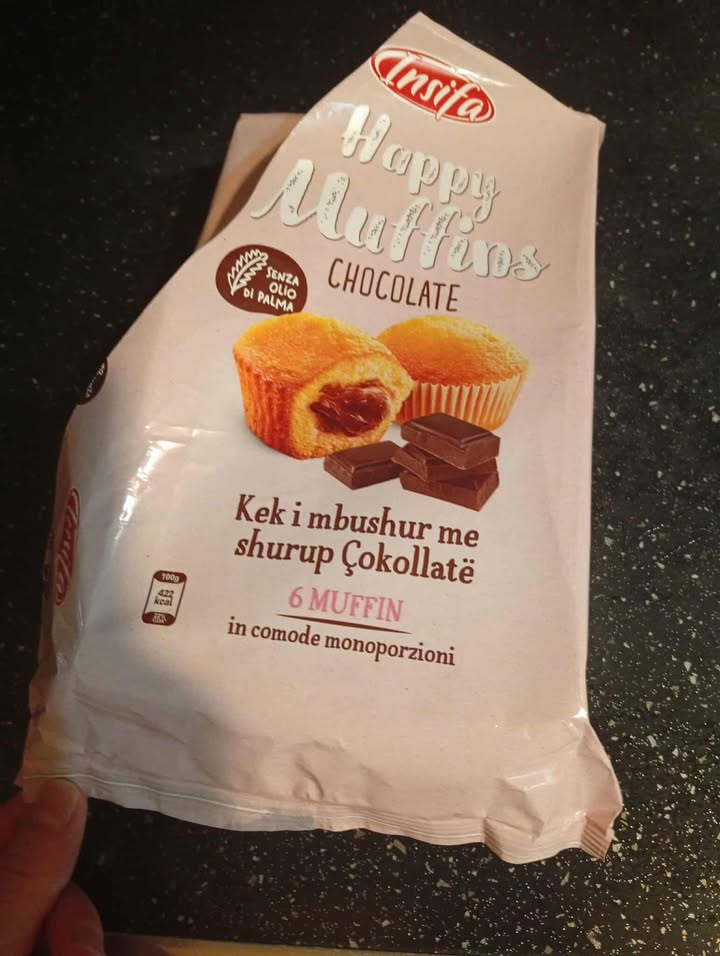 Insifa
Happy
Muffins
CHOCOLATE
SENZA
OLIO
DI PALMA
Kek i mbushur me
shurup Çokollatë
6 MUFFIN
in comode monoporzioni
100g
422
kcal